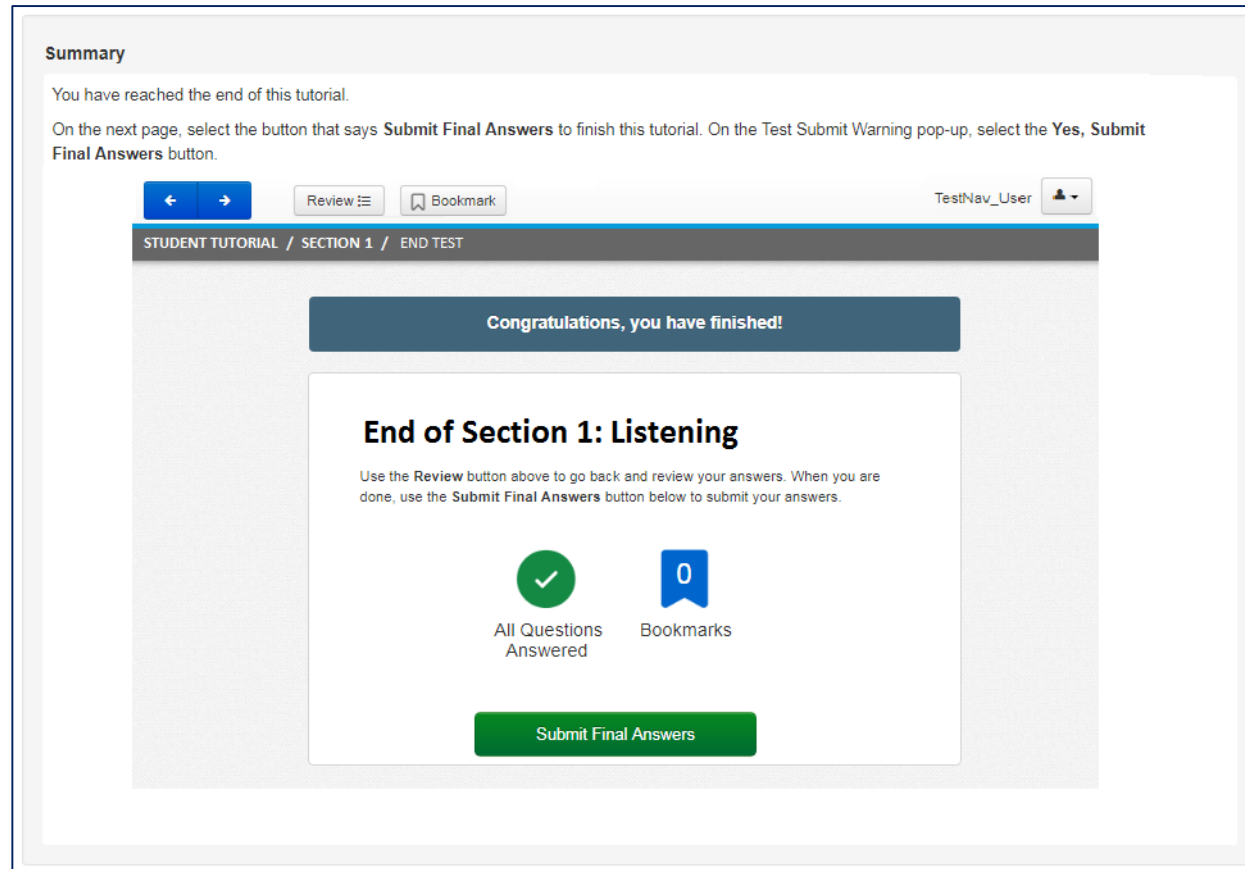 Summary
You have reached the end of this tutorial.
On the next page, select the button that says Submit Final Answers to finish this tutorial. On the Test Submit Warning pop-up, select the Yes, Submit
Final Answers button.
Review Bookmark TestNav_User
STUDENT TUTORIAL / SECTION 1 / END TEST
Congratulations, you have finished!
End of Section 1: Listening
Use the Review button above to go back and review your answers. When you are
done, use the Submit Final Answers button below to submit your answers.
0
All Questions Bookmarks
Answered
Submit Final Answers